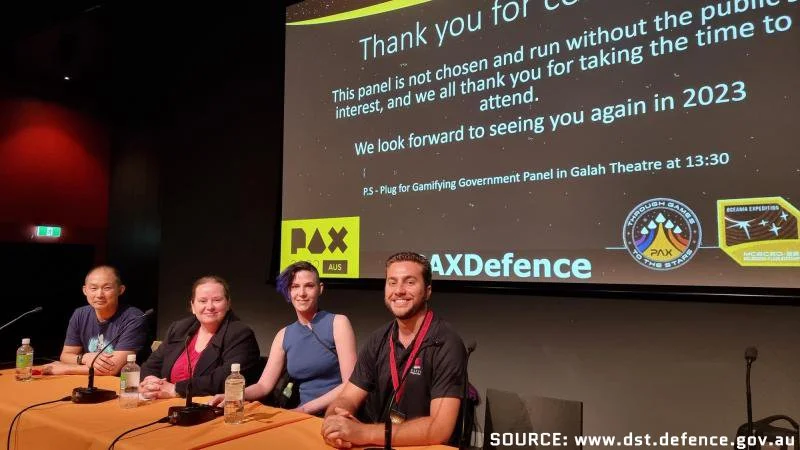 Thank you for
This panel is not chosen and run without the public's
interest, and we all thank you for taking the time to
attend.
We look forward to seeing you again in 2023
P.S - Plug for Gamifying Government Panel in Galah Theatre at 13:30
PAX
AUS
AXDefence
THROUGH GAMES
PAX
TO THE STARS
OCEANIA EXPEDITION
SOURCE: www.dst.defence.gov.au